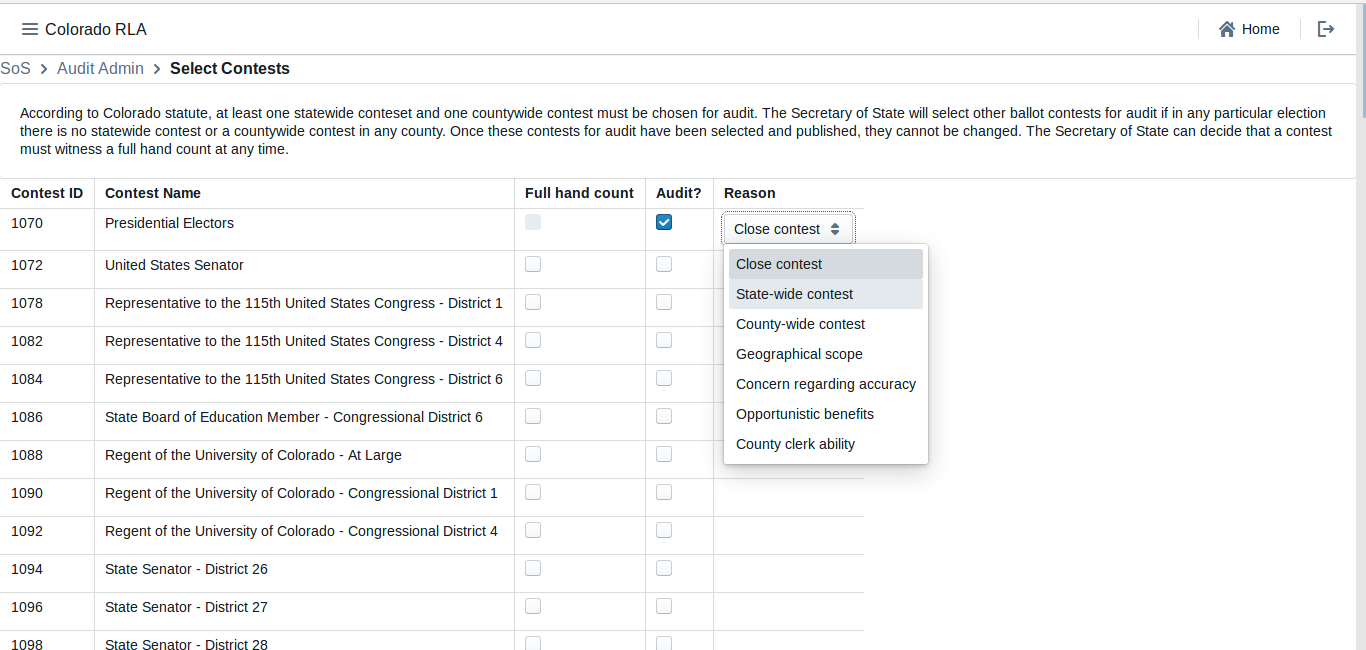 Colorado RLA
Home
SoS > Audit Admin > Select Contests
According to Colorado statute, at least one statewide conteset and one countywide contest must be chosen for audit. The Secretary of State will select other ballot contests for audit if in any particular election
there is no statewide contest or a countywide contest in any county. Once these contests for audit have been selected and published, they cannot be changed. The Secretary of State can decide that a contest
must witness a full hand count at any time.
Contest ID Contest Name Full hand count Audit? Reason
1070 Presidential Electors Close contest
1072 United States Senator
1078 Representative to the 115th United States Congress - District 1
1082 Representative to the 115th United States Congress - District 4
1084 Representative to the 115th United States Congress - District 6
1086 State Board of Education Member - Congressional District 6
1088 Regent of the University of Colorado - At Large
1090 Regent of the University of Colorado - Congressional District 1
1092 Regent of the University of Colorado - Congressional District 4
1094 State Senator - District 26
1096 State Senator - District 27
1098 State Senator - District 28
Close contest
State-wide contest
County-wide contest
Geographical scope
Concern regarding accuracy
Opportunistic benefits
County clerk ability